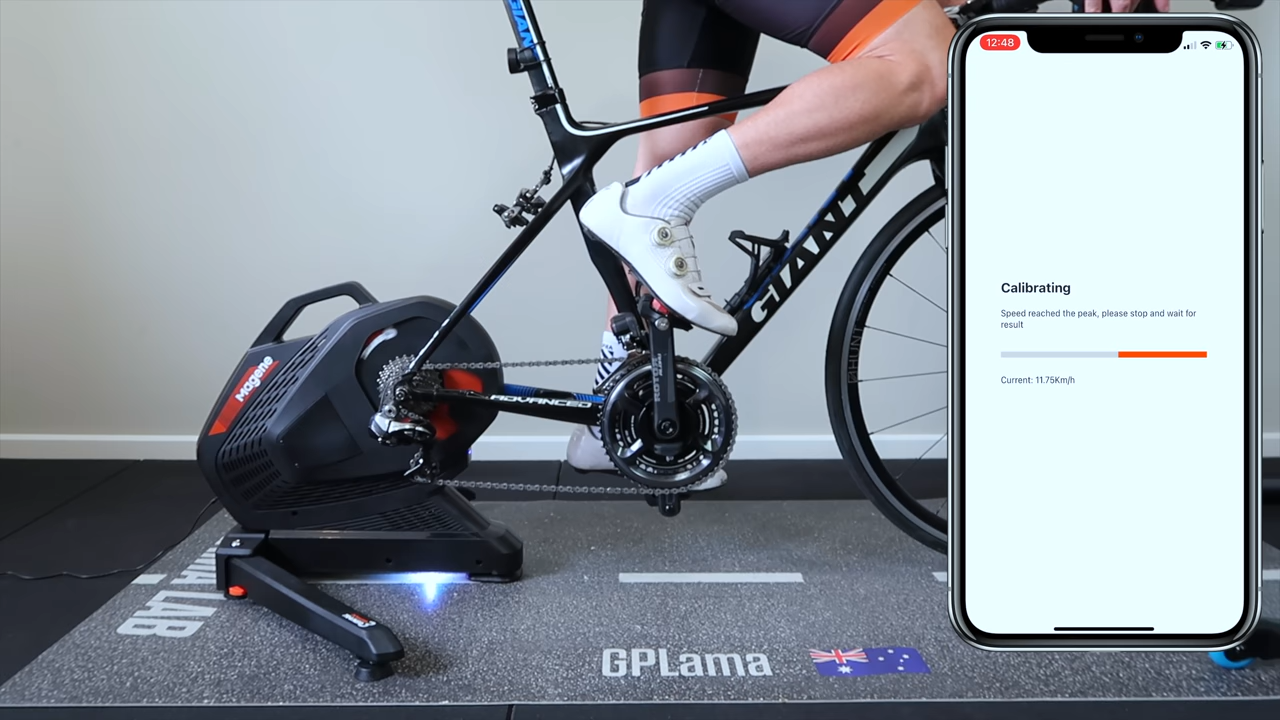 12:48
Calibrating
Speed reached the peak, please stop and wait for
result
Current: 11.75Km/h
GIANT
Magene
ADVANCED
HUNT
LAB
GPLama